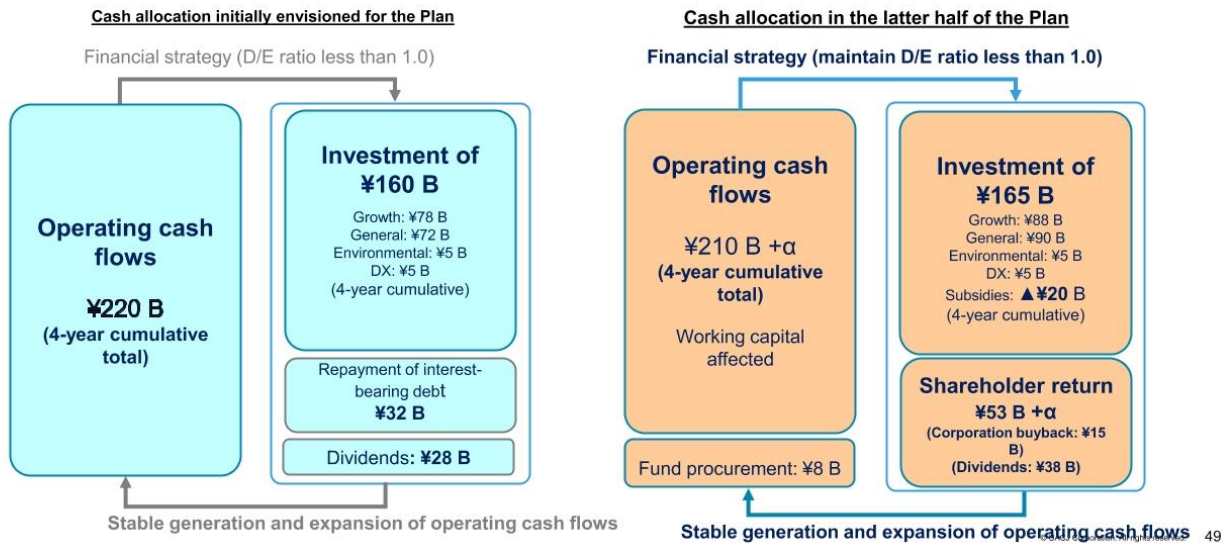 Cash allocation initially envisioned for the Plan
Financial strategy (D/E ratio less than 1.0)
Operating cash
flows
¥220 B
(4-year cumulative
total)
Investment of
¥160 B
Growth: ¥78 B
General: ¥72 B
Environmental: ¥5 B
DX: ¥5 B
(4-year cumulative)
Repayment of interest-
bearing debt
¥32 B
Dividends: ¥28 B
Stable generation and expansion of operating cash flows
Cash allocation in the latter half of the Plan
Financial strategy (maintain D/E ratio less than 1.0)
Operating cash
flows
¥210 B +α
(4-year cumulative
total)
Working capital
affected
Fund procurement: ¥8 B
Investment of
¥165 B
Growth: ¥88 B
General: ¥90 B
Environmental: ¥5 B
DX: ¥5 B
Subsidies: ▲¥20 B
(4-year cumulative)
Shareholder return
¥53 B +α
(Corporation buyback: ¥15
B)
(Dividends: ¥38 B)
Stable generation and expansion of operating cash flows
© UACJ Corporation. All rights reserved.
49